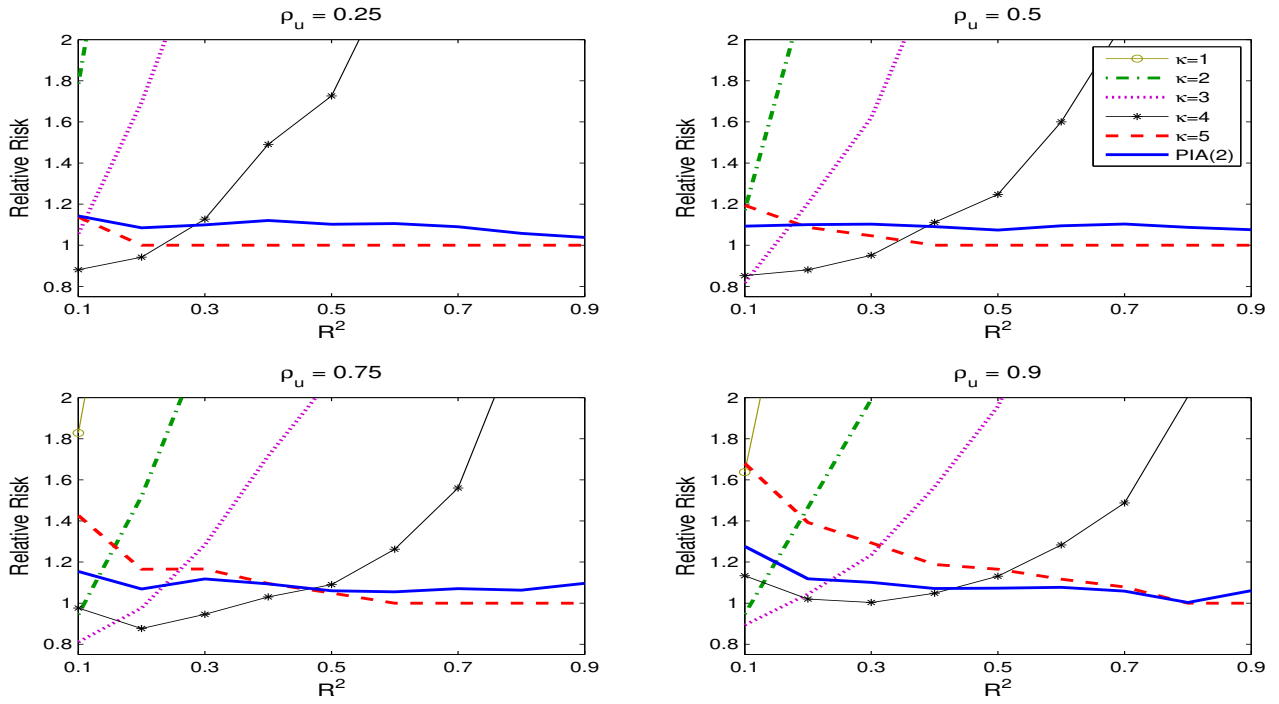 ρ_u = 0.25
2
1.8
1.6
1.4
1.2
1
0.8
Relative Risk
0.1
0.3
0.5
0.7
0.9
R²
ρ_u = 0.5
2
1.8
1.6
1.4
1.2
1
0.8
Relative Risk
κ=1
κ=2
κ=3
κ=4
κ=5
PIA(2)
0.1
0.3
0.5
0.7
0.9
R²
ρ_u = 0.75
2
1.8
1.6
1.4
1.2
1
0.8
Relative Risk
0.1
0.3
0.5
0.7
0.9
R²
ρ_u = 0.9
2
1.8
1.6
1.4
1.2
1
0.8
Relative Risk
0.1
0.3
0.5
0.7
0.9
R²